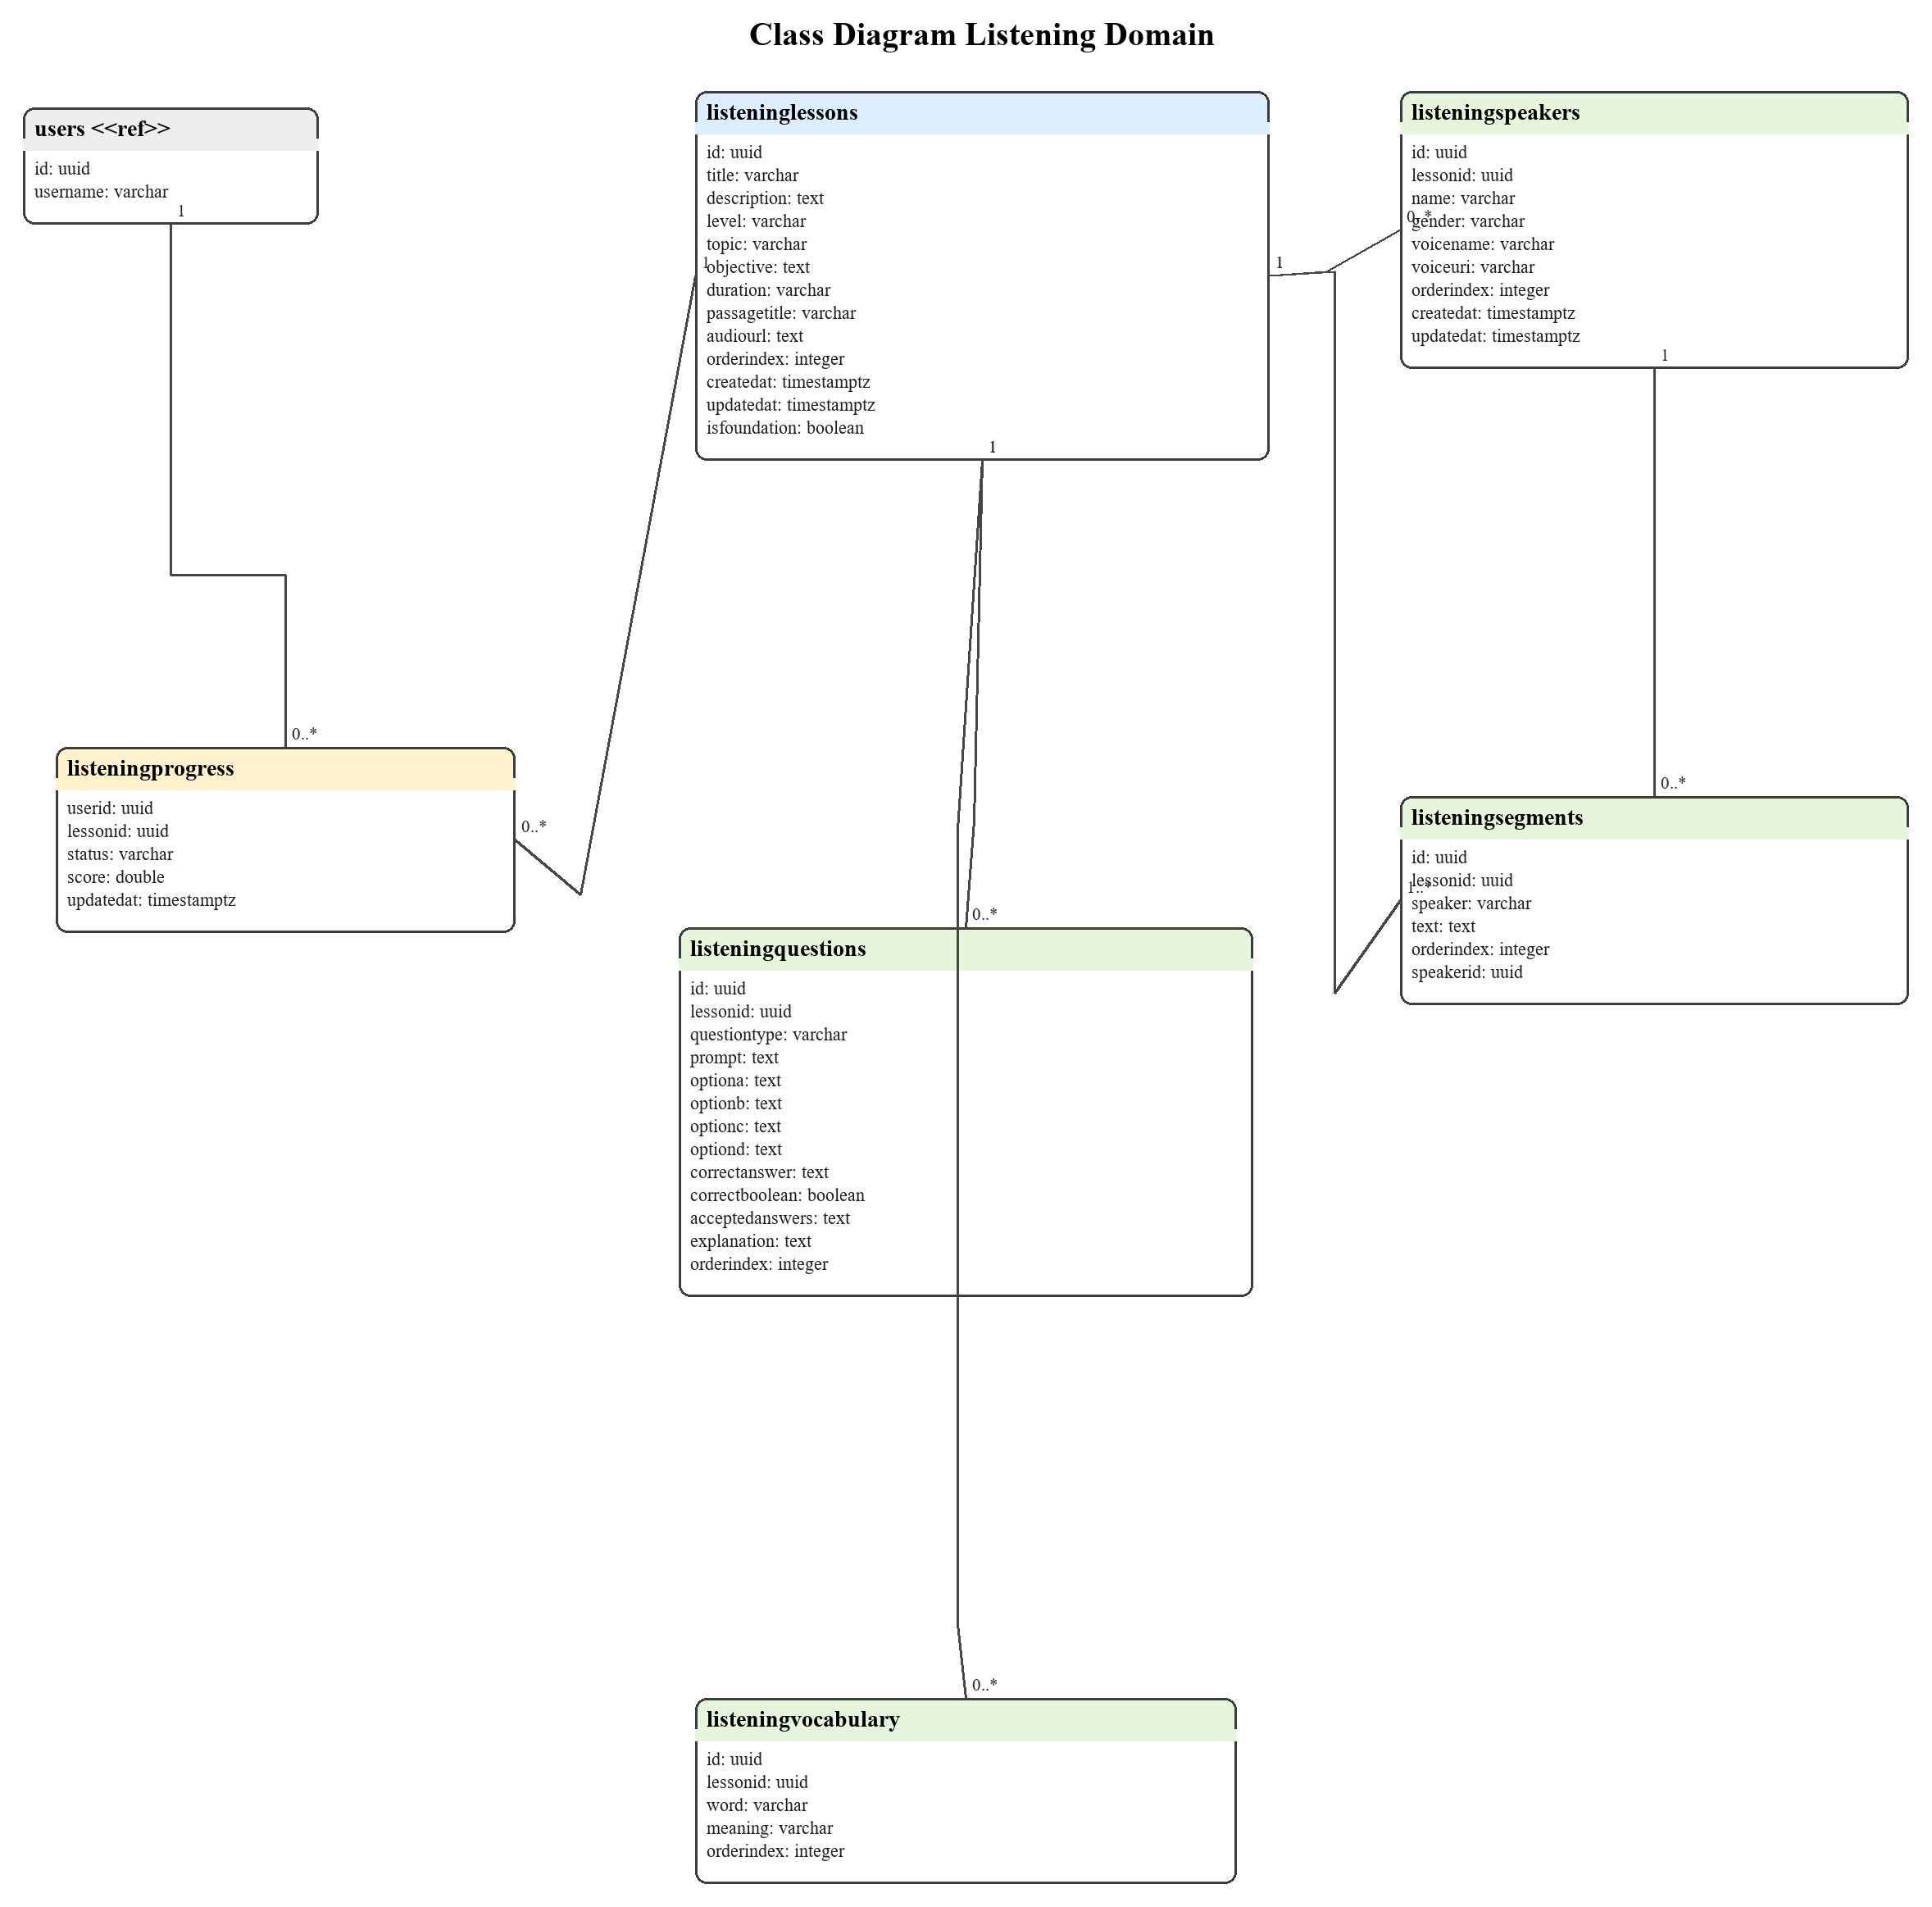 Class Diagram Listening Domain
users <<ref>>
id: uuid
username: varchar
1
listeninglessons
id: uuid
title: varchar
description: text
level: varchar
topic: varchar
1
objective: text
duration: varchar
passagetitle: varchar
audiourl: text
orderindex: integer
createdat: timestamptz
updatedat: timestamptz
isfoundation: boolean
1
1
listeningspeakers
id: uuid
lessonid: uuid
name: varchar
0..*
gender: varchar
voicename: varchar
voiceuri: varchar
orderindex: integer
createdat: timestamptz
updatedat: timestamptz
1
0..*
listeningprogress
userid: uuid
lessonid: uuid
status: varchar
score: double
updatedat: timestamptz
0..*
0..*
listeningsegments
id: uuid
lessonid: uuid
1..*
speaker: varchar
text: text
orderindex: integer
speakerid: uuid
0..*
listeningquestions
id: uuid
lessonid: uuid
questiontype: varchar
prompt: text
optiona: text
optionb: text
optionc: text
optiond: text
correctanswer: text
correctboolean: boolean
acceptedanswers: text
explanation: text
orderindex: integer
0..*
listeningvocabulary
id: uuid
lessonid: uuid
word: varchar
meaning: varchar
orderindex: integer